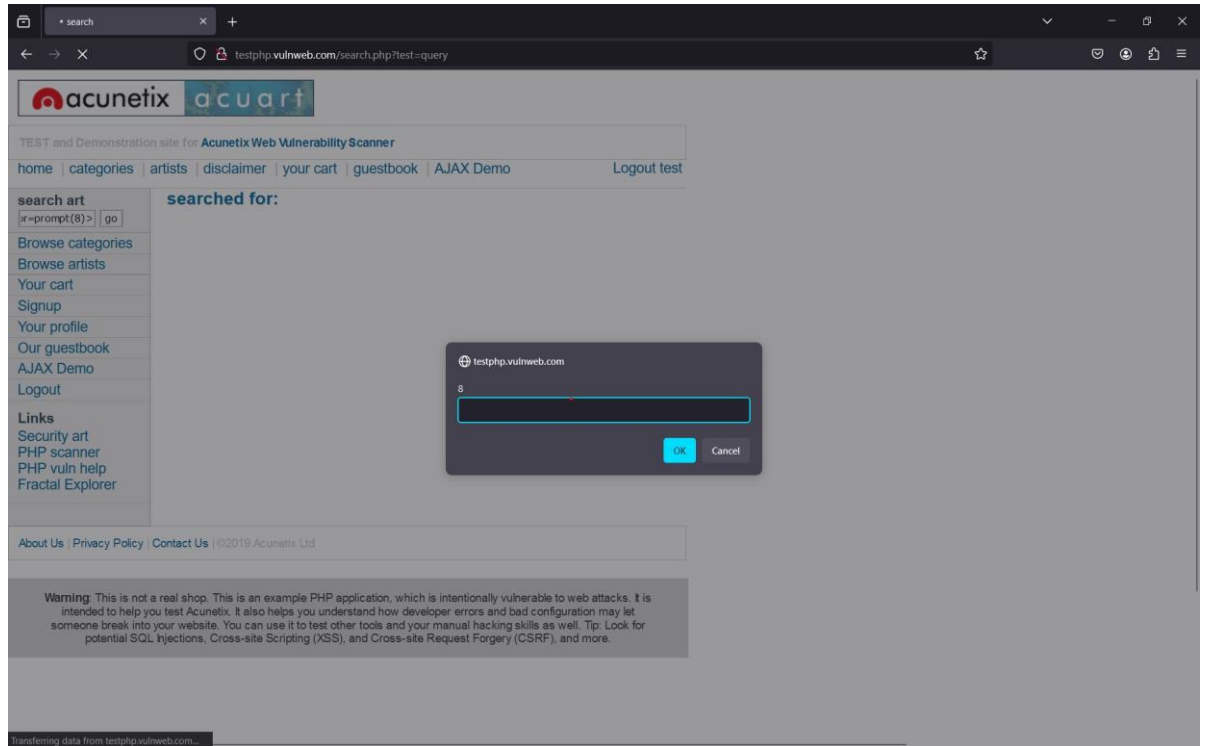 search
testphp.vulnweb.com/search.php?test=query
acunetix acuart
TEST and Demonstration site for Acunetix Web Vulnerability Scanner
home | categories | artists | disclaimer | your cart | guestbook | AJAX Demo Logout test
search art
=prompt(8)> go
Browse categories
Browse artists
Your cart
Signup
Your profile
Our guestbook
AJAX Demo
Logout
Links
Security art
PHP scanner
PHP vuln help
Fractal Explorer
searched for:
testphp.vulnweb.com
8
OK Cancel
About Us | Privacy Policy | Contact Us | ©2019 Acunetix Ltd
Warning: This is not a real shop. This is an example PHP application, which is intentionally vulnerable to web attacks. It is
intended to help you test Acunetix. It also helps you understand how developer errors and bad configuration may let
someone break into your website. You can use it to test other tools and your manual hacking skills as well. Tip: Look for
potential SQL Injections, Cross-site Scripting (XSS), and Cross-site Request Forgery (CSRF), and more.
Transferring data from testphp.vulnweb.com...